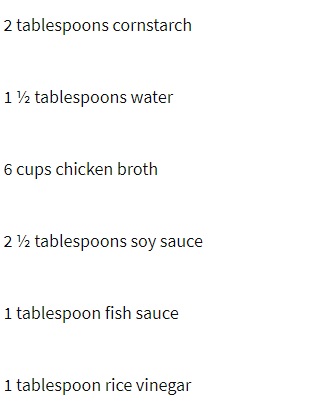 2 tablespoons cornstarch
1 ½ tablespoons water
6 cups chicken broth
2 ½ tablespoons soy sauce
1 tablespoon fish sauce
1 tablespoon rice vinegar